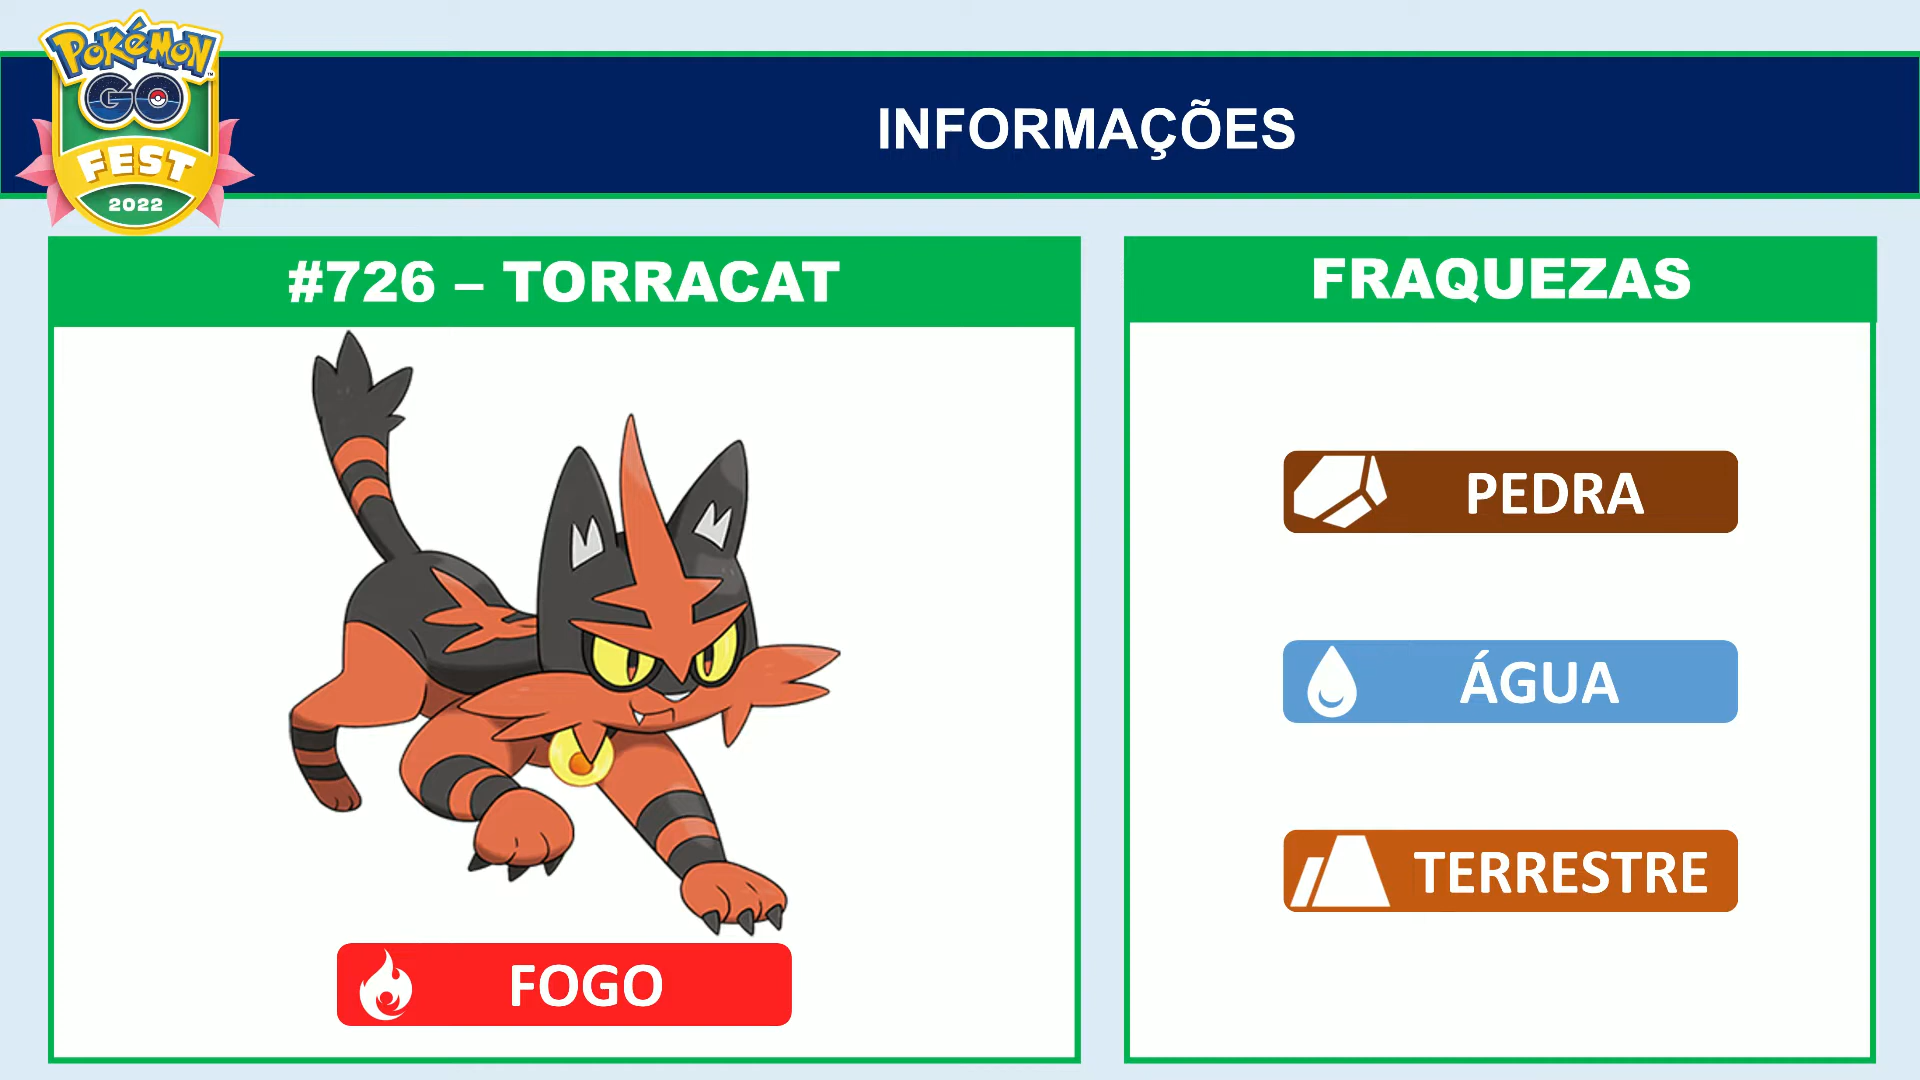 POKéMON
GO
FEST
2022
INFORMAÇÕES
#726 – TORRACAT
FOGO
FRAQUEZAS
PEDRA
ÁGUA
TERRESTRE